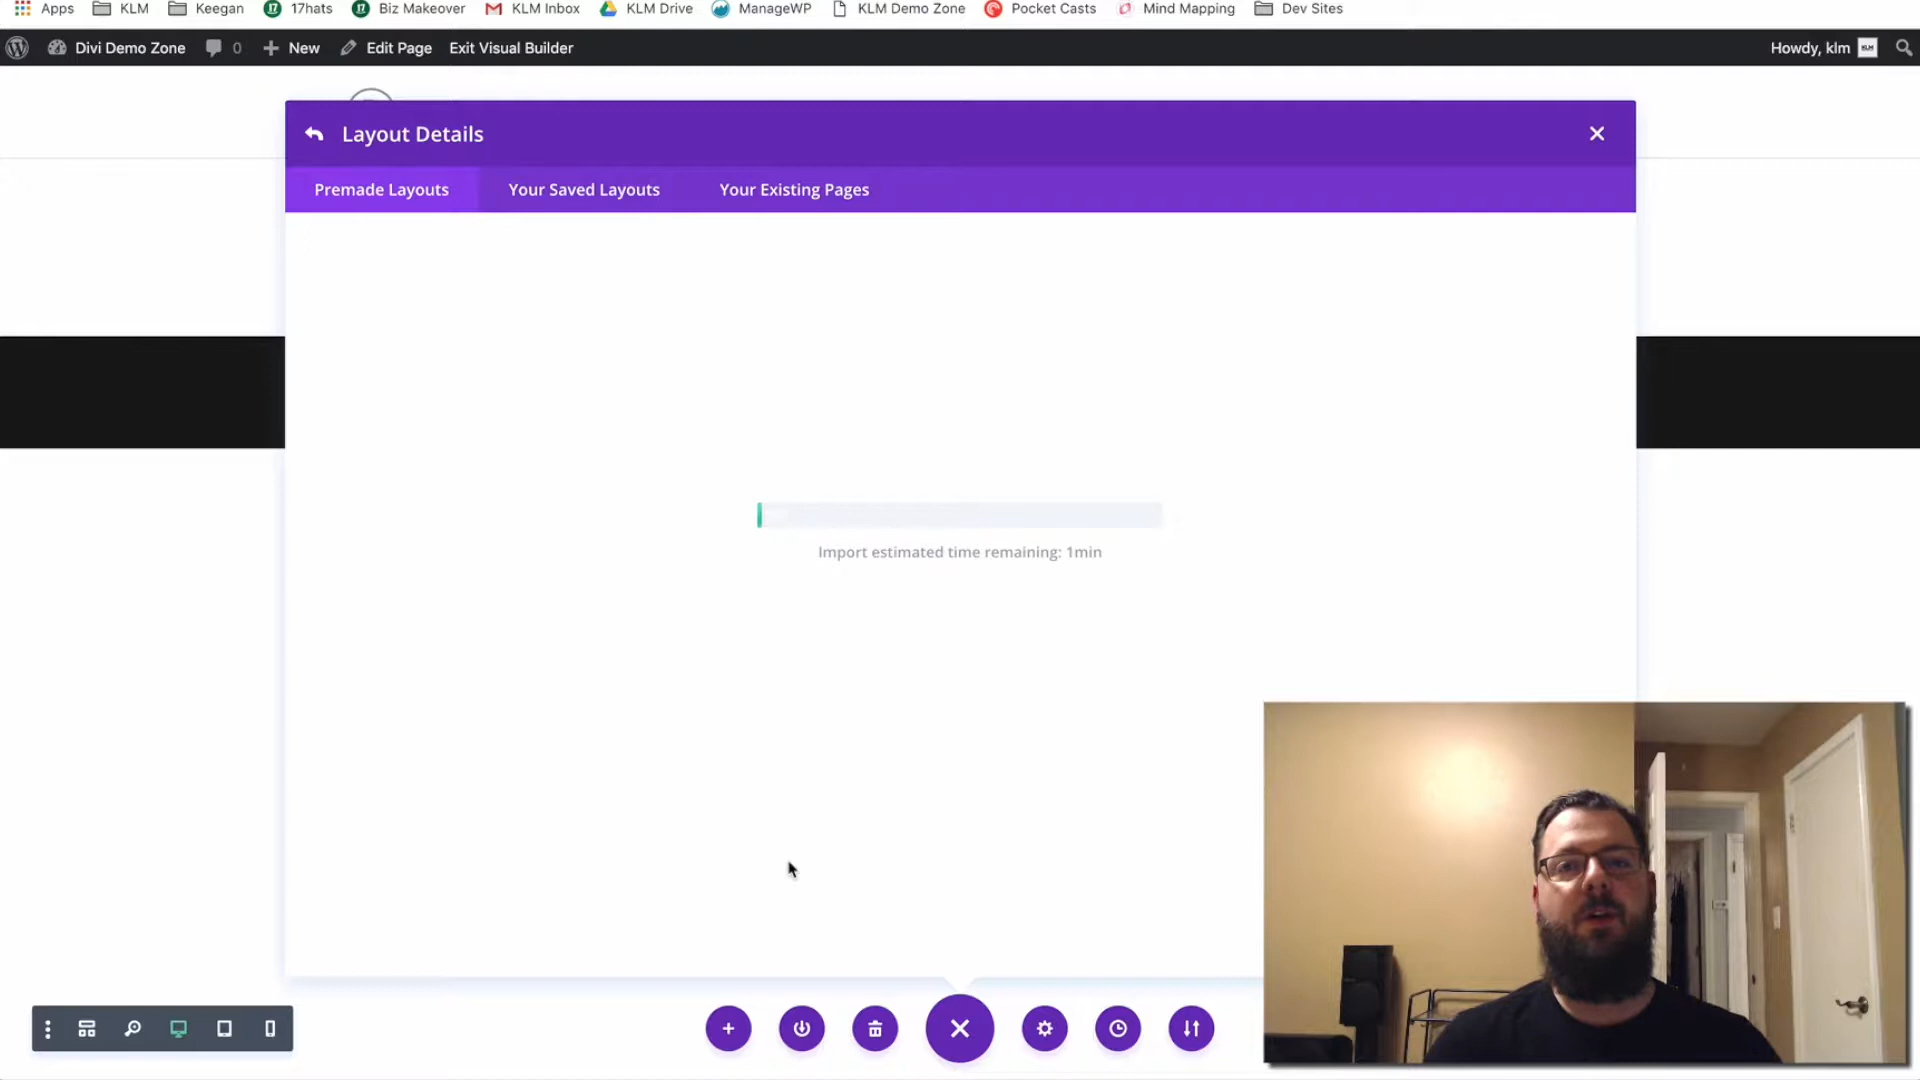 Apps KLM Keegan 17hats Biz Makeover KLM Inbox KLM Drive ManageWP KLM Demo Zone Pocket Casts Mind Mapping Dev Sites
Divi Demo Zone 0 New Edit Page Exit Visual Builder Howdy, klm
Layout Details
Premade Layouts Your Saved Layouts Your Existing Pages
Import estimated time remaining: 1min